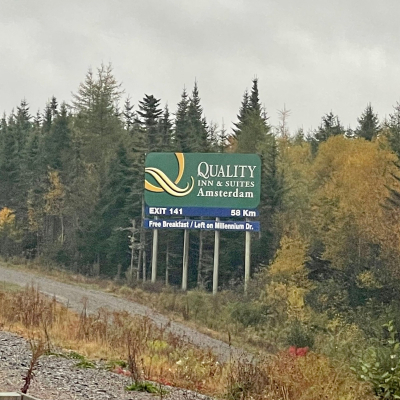 QUALITY
INN & SUITES
Amsterdam
EXIT 141 58 Km
Free Breakfast / Left on Millennium Dr.